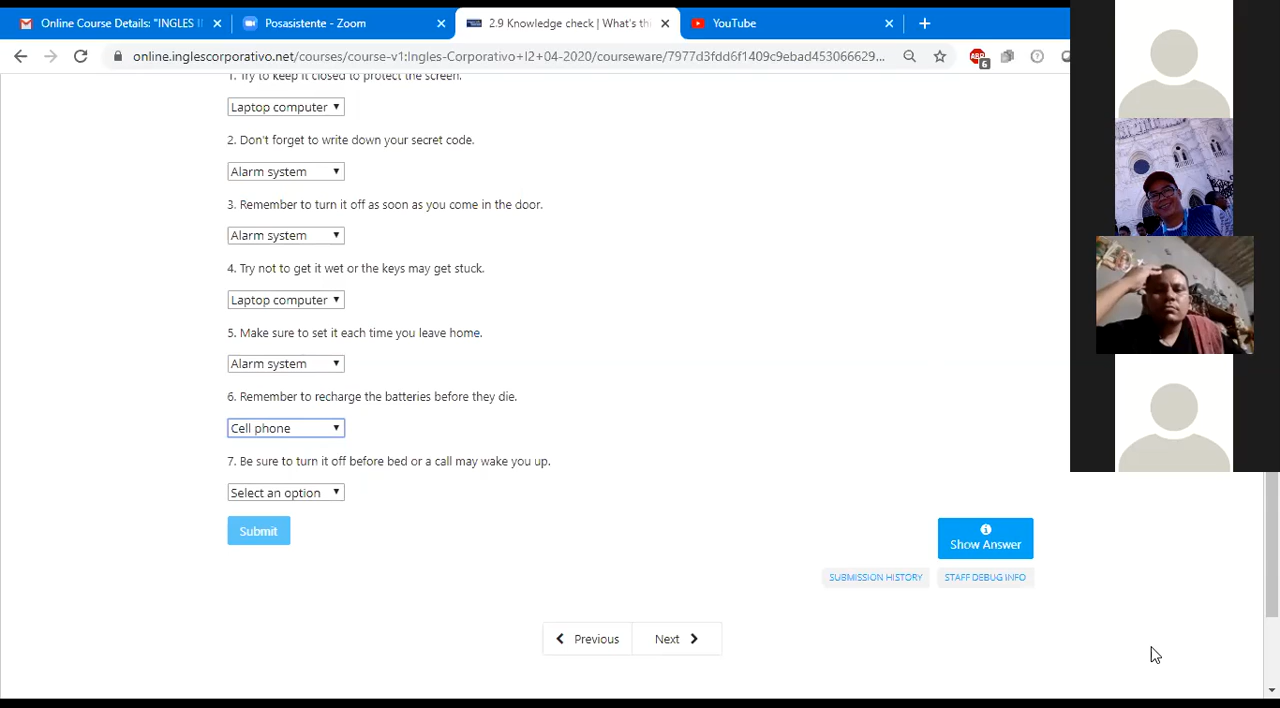 Online Course Details: "INGLES I
Posasistente - Zoom
2.9 Knowledge check | What's thi
YouTube
online.inglescorporativo.net/courses/course-v1:Ingles-Corporativo+I2+04-2020/courseware/7977d3fdd6f1409c9ebad453066629...
ABP
6
1. Try to keep it closed to protect the screen.
Laptop computer
2. Don't forget to write down your secret code.
Alarm system
3. Remember to turn it off as soon as you come in the door.
Alarm system
4. Try not to get it wet or the keys may get stuck.
Laptop computer
5. Make sure to set it each time you leave home.
Alarm system
6. Remember to recharge the batteries before they die.
Cell phone
7. Be sure to turn it off before bed or a call may wake you up.
Select an option
Submit
Show Answer
SUBMISSION HISTORY
STAFF DEBUG INFO
Previous
Next